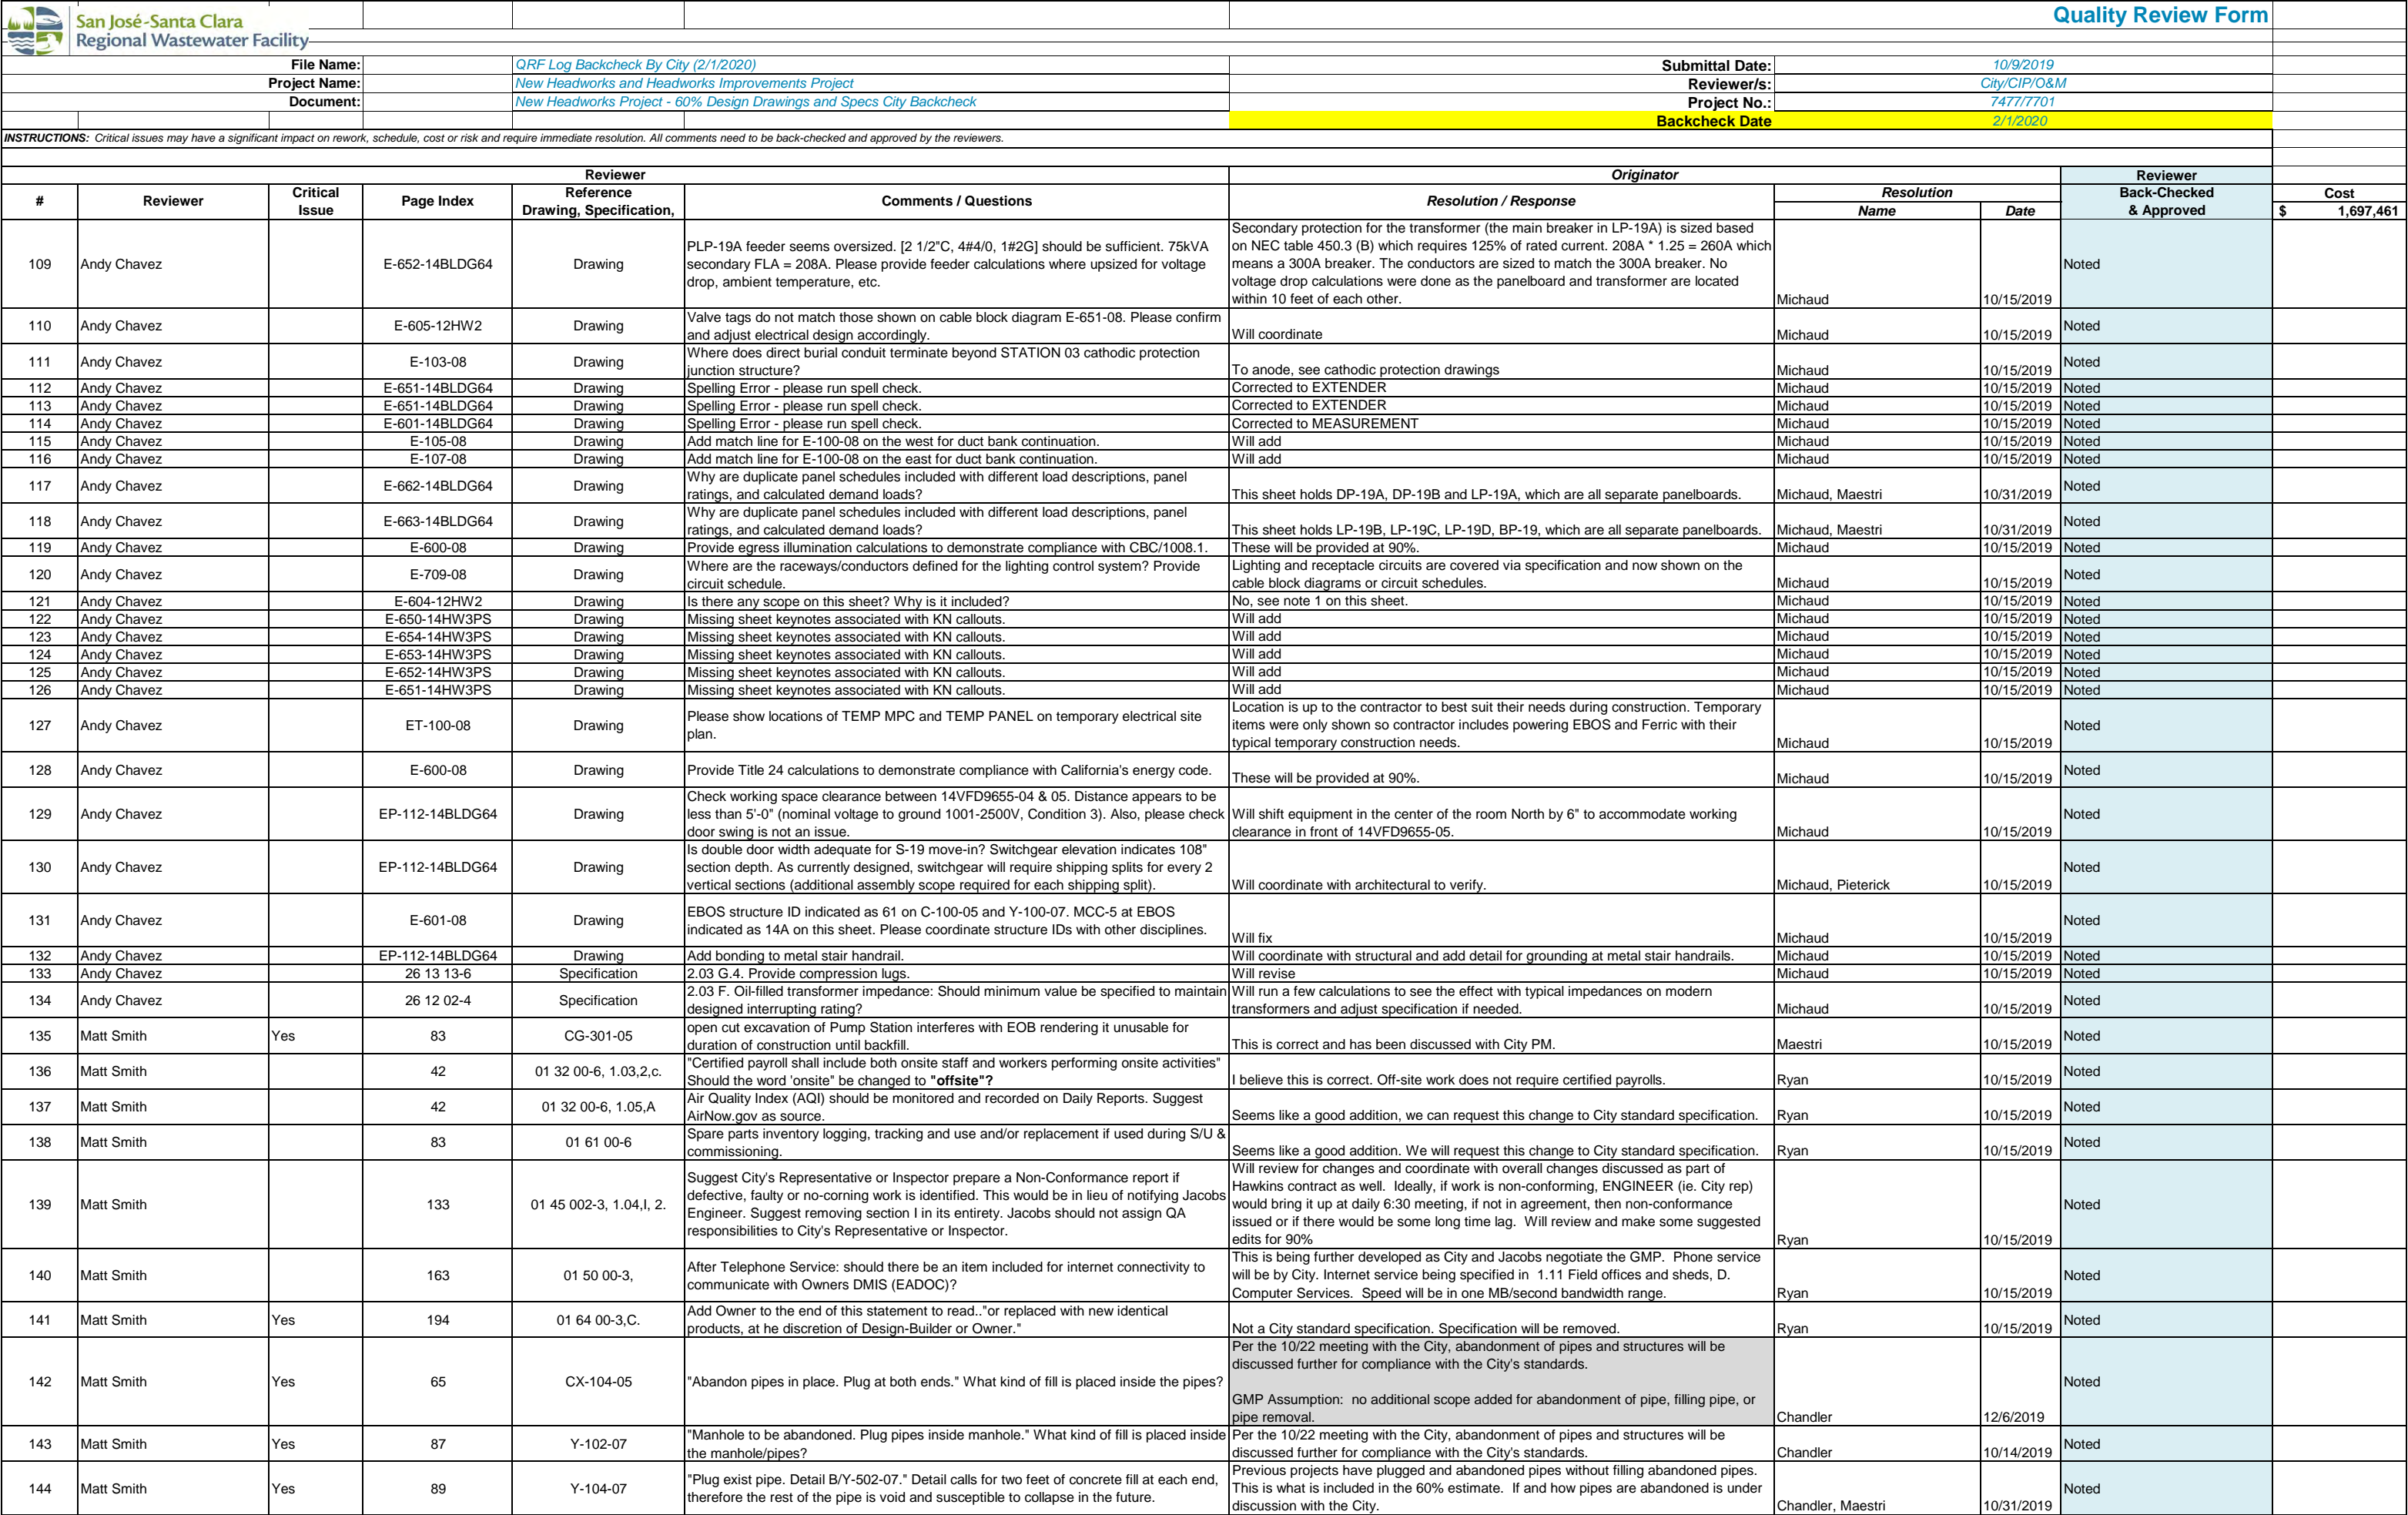 San José-Santa Clara
Regional Wastewater Facility
Quality Review Form
File Name: QRF Log Backcheck By City (2/1/2020) Submittal Date: 10/9/2019
Project Name: New Headworks and Headworks Improvements Project Reviewer/s: City/CIP/O&M
Document: New Headworks Project - 60% Design Drawings and Specs City Backcheck Project No.: 7477/7701
Backcheck Date 2/1/2020
INSTRUCTIONS: Critical issues may have a significant impact on rework, schedule, cost or risk and require immediate resolution. All comments need to be back-checked and approved by the reviewers.
Reviewer Originator Reviewer
# Reviewer Critical Issue Page Index Reference Drawing, Specification, Comments / Questions Resolution / Response Resolution Name Date Back-Checked & Approved Cost
$ 1,697,461
109 Andy Chavez E-652-14BLDG64 Drawing
PLP-19A feeder seems oversized. [2 1/2"C, 4#4/0, 1#2G] should be sufficient. 75kVA
secondary FLA = 208A. Please provide feeder calculations where upsized for voltage
drop, ambient temperature, etc.
Secondary protection for the transformer (the main breaker in LP-19A) is sized based
on NEC table 450.3 (B) which requires 125% of rated current. 208A * 1.25 = 260A which
means a 300A breaker. The conductors are sized to match the 300A breaker. No
voltage drop calculations were done as the panelboard and transformer are located
within 10 feet of each other.
Michaud 10/15/2019 Noted
110 Andy Chavez E-605-12HW2 Drawing
Valve tags do not match those shown on cable block diagram E-651-08. Please confirm
and adjust electrical design accordingly.
Will coordinate Michaud 10/15/2019 Noted
111 Andy Chavez E-103-08 Drawing
Where does direct burial conduit terminate beyond STATION 03 cathodic protection
junction structure?
To anode, see cathodic protection drawings Michaud 10/15/2019 Noted
112 Andy Chavez E-651-14BLDG64 Drawing Spelling Error - please run spell check. Corrected to EXTENDER Michaud 10/15/2019 Noted
113 Andy Chavez E-651-14BLDG64 Drawing Spelling Error - please run spell check. Corrected to EXTENDER Michaud 10/15/2019 Noted
114 Andy Chavez E-601-14BLDG64 Drawing Spelling Error - please run spell check. Corrected to MEASUREMENT Michaud 10/15/2019 Noted
115 Andy Chavez E-105-08 Drawing Add match line for E-100-08 on the west for duct bank continuation. Will add Michaud 10/15/2019 Noted
116 Andy Chavez E-107-08 Drawing Add match line for E-100-08 on the east for duct bank continuation. Will add Michaud 10/15/2019 Noted
117 Andy Chavez E-662-14BLDG64 Drawing
Why are duplicate panel schedules included with different load descriptions, panel
ratings, and calculated demand loads?
This sheet holds DP-19A, DP-19B and LP-19A, which are all separate panelboards. Michaud, Maestri 10/31/2019 Noted
118 Andy Chavez E-663-14BLDG64 Drawing
Why are duplicate panel schedules included with different load descriptions, panel
ratings, and calculated demand loads?
This sheet holds LP-19B, LP-19C, LP-19D, BP-19, which are all separate panelboards. Michaud, Maestri 10/31/2019 Noted
119 Andy Chavez E-600-08 Drawing Provide egress illumination calculations to demonstrate compliance with CBC/1008.1. These will be provided at 90%. Michaud 10/15/2019 Noted
120 Andy Chavez E-709-08 Drawing
Where are the raceways/conductors defined for the lighting control system? Provide
circuit schedule.
Lighting and receptacle circuits are covered via specification and now shown on the
cable block diagrams or circuit schedules.
Michaud 10/15/2019 Noted
121 Andy Chavez E-604-12HW2 Drawing Is there any scope on this sheet? Why is it included? No, see note 1 on this sheet. Michaud 10/15/2019 Noted
122 Andy Chavez E-650-14HW3PS Drawing Missing sheet keynotes associated with KN callouts. Will add Michaud 10/15/2019 Noted
123 Andy Chavez E-654-14HW3PS Drawing Missing sheet keynotes associated with KN callouts. Will add Michaud 10/15/2019 Noted
124 Andy Chavez E-653-14HW3PS Drawing Missing sheet keynotes associated with KN callouts. Will add Michaud 10/15/2019 Noted
125 Andy Chavez E-652-14HW3PS Drawing Missing sheet keynotes associated with KN callouts. Will add Michaud 10/15/2019 Noted
126 Andy Chavez E-651-14HW3PS Drawing Missing sheet keynotes associated with KN callouts. Will add Michaud 10/15/2019 Noted
127 Andy Chavez ET-100-08 Drawing
Please show locations of TEMP MPC and TEMP PANEL on temporary electrical site
plan.
Location is up to the contractor to best suit their needs during construction. Temporary
items were only shown so contractor includes powering EBOS and Ferric with their
typical temporary construction needs.
Michaud 10/15/2019 Noted
128 Andy Chavez E-600-08 Drawing Provide Title 24 calculations to demonstrate compliance with California's energy code. These will be provided at 90%. Michaud 10/15/2019 Noted
129 Andy Chavez EP-112-14BLDG64 Drawing
Check working space clearance between 14VFD9655-04 & 05. Distance appears to be
less than 5'-0" (nominal voltage to ground 1001-2500V, Condition 3). Also, please check
door swing is not an issue.
Will shift equipment in the center of the room North by 6" to accommodate working
clearance in front of 14VFD9655-05.
Michaud 10/15/2019 Noted
130 Andy Chavez EP-112-14BLDG64 Drawing
Is double door width adequate for S-19 move-in? Switchgear elevation indicates 108"
section depth. As currently designed, switchgear will require shipping splits for every 2
vertical sections (additional assembly scope required for each shipping split).
Will coordinate with architectural to verify. Michaud, Pieterick 10/15/2019 Noted
131 Andy Chavez E-601-08 Drawing
EBOS structure ID indicated as 61 on C-100-05 and Y-100-07. MCC-5 at EBOS
indicated as 14A on this sheet. Please coordinate structure IDs with other disciplines.
Will fix Michaud 10/15/2019 Noted
132 Andy Chavez EP-112-14BLDG64 Drawing Add bonding to metal stair handrail. Will coordinate with structural and add detail for grounding at metal stair handrails. Michaud 10/15/2019 Noted
133 Andy Chavez 26 13 13-6 Specification 2.03 G.4. Provide compression lugs. Will revise Michaud 10/15/2019 Noted
134 Andy Chavez 26 12 02-4 Specification
2.03 F. Oil-filled transformer impedance: Should minimum value be specified to maintain
designed interrupting rating?
Will run a few calculations to see the effect with typical impedances on modern
transformers and adjust specification if needed.
Michaud 10/15/2019 Noted
135 Matt Smith Yes 83 CG-301-05
open cut excavation of Pump Station interferes with EOB rendering it unusable for
duration of construction until backfill.
This is correct and has been discussed with City PM. Maestri 10/15/2019 Noted
136 Matt Smith 42 01 32 00-6, 1.03,2,c.
"Certified payroll shall include both onsite staff and workers performing onsite activities"
Should the word 'onsite" be changed to "offsite"?
I believe this is correct. Off-site work does not require certified payrolls. Ryan 10/15/2019 Noted
137 Matt Smith 42 01 32 00-6, 1.05,A
Air Quality Index (AQI) should be monitored and recorded on Daily Reports. Suggest
AirNow.gov as source.
Seems like a good addition, we can request this change to City standard specification. Ryan 10/15/2019 Noted
138 Matt Smith 83 01 61 00-6
Spare parts inventory logging, tracking and use and/or replacement if used during S/U &
commissioning.
Seems like a good addition. We will request this change to City standard specification. Ryan 10/15/2019 Noted
139 Matt Smith 133 01 45 002-3, 1.04,I, 2.
Suggest City's Representative or Inspector prepare a Non-Conformance report if
defective, faulty or no-corning work is identified. This would be in lieu of notifying Jacobs
Engineer. Suggest removing section I in its entirety. Jacobs should not assign QA
responsibilities to City's Representative or Inspector.
Will review for changes and coordinate with overall changes discussed as part of
Hawkins contract as well. Ideally, if work is non-conforming, ENGINEER (ie. City rep)
would bring it up at daily 6:30 meeting, if not in agreement, then non-conformance
issued or if there would be some long time lag. Will review and make some suggested
edits for 90%
Ryan 10/15/2019 Noted
140 Matt Smith 163 01 50 00-3,
After Telephone Service: should there be an item included for internet connectivity to
communicate with Owners DMIS (EADOC)?
This is being further developed as City and Jacobs negotiate the GMP. Phone service
will be by City. Internet service being specified in 1.11 Field offices and sheds, D.
Computer Services. Speed will be in one MB/second bandwidth range.
Ryan 10/15/2019 Noted
141 Matt Smith Yes 194 01 64 00-3,C.
Add Owner to the end of this statement to read.."or replaced with new identical
products, at he discretion of Design-Builder or Owner."
Not a City standard specification. Specification will be removed. Ryan 10/15/2019 Noted
142 Matt Smith Yes 65 CX-104-05
"Abandon pipes in place. Plug at both ends." What kind of fill is placed inside the pipes?
Per the 10/22 meeting with the City, abandonment of pipes and structures will be
discussed further for compliance with the City's standards.
GMP Assumption: no additional scope added for abandonment of pipe, filling pipe, or
pipe removal.
Chandler 12/6/2019 Noted
143 Matt Smith Yes 87 Y-102-07
"Manhole to be abandoned. Plug pipes inside manhole." What kind of fill is placed inside
the manhole/pipes?
Per the 10/22 meeting with the City, abandonment of pipes and structures will be
discussed further for compliance with the City's standards.
Chandler 10/14/2019 Noted
144 Matt Smith Yes 89 Y-104-07
"Plug exist pipe. Detail B/Y-502-07." Detail calls for two feet of concrete fill at each end,
therefore the rest of the pipe is void and susceptible to collapse in the future.
Previous projects have plugged and abandoned pipes without filling abandoned pipes.
This is what is included in the 60% estimate. If and how pipes are abandoned is under
discussion with the City.
Chandler, Maestri 10/31/2019 Noted